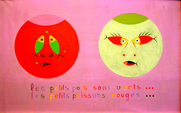 les petits pois sont verts ...
les petits poissons rouges ...